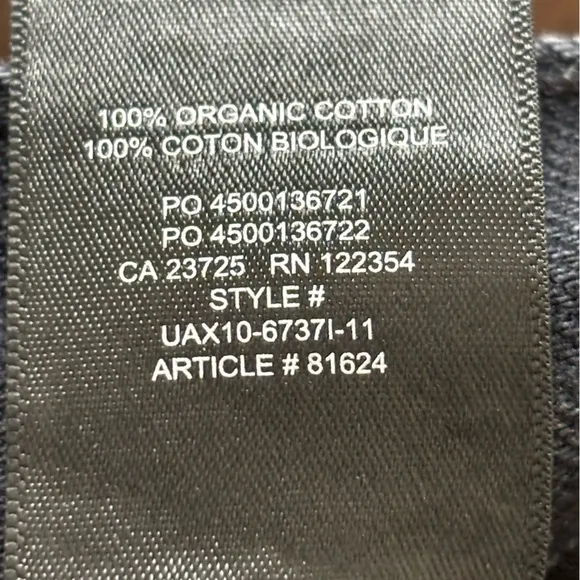 100% ORGANIC COTTON
100% COTON BIOLOGIQUE
PO 4500136721
PO 4500136722
CA 23725 RN 122354
STYLE #
UAX10-6737I-11
ARTICLE # 81624